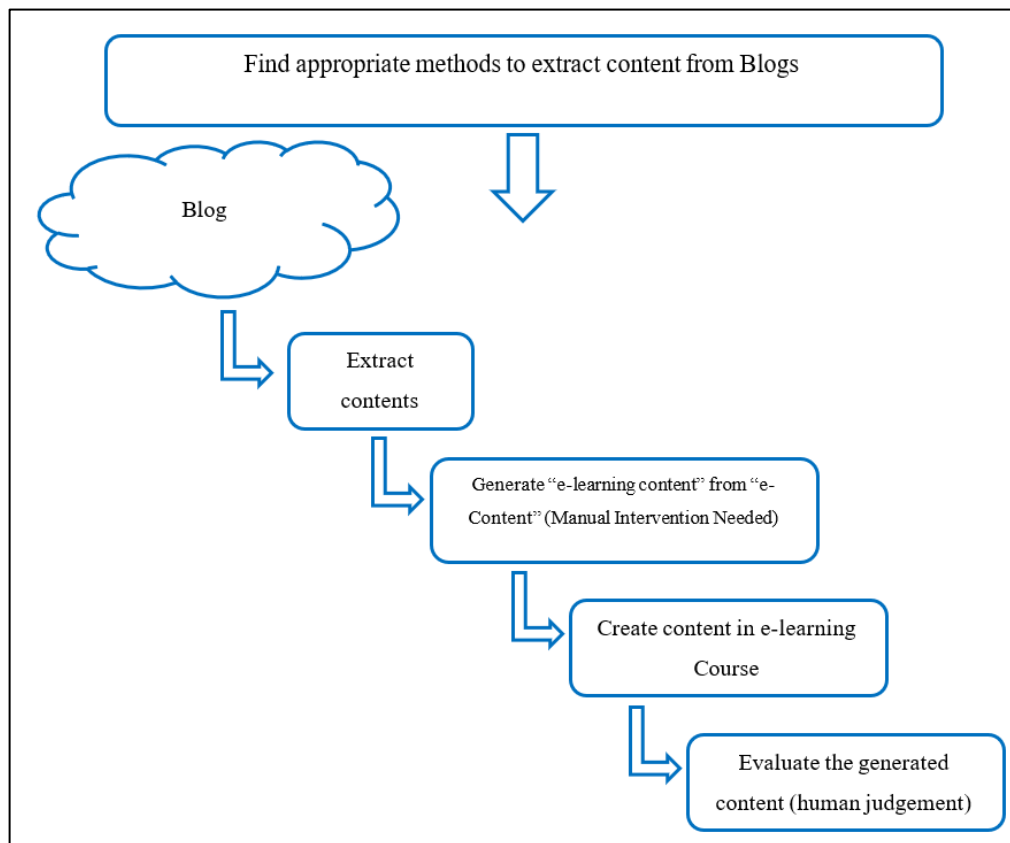 Find appropriate methods to extract content from Blogs
Blog
Extract
contents
Generate “e-learning content” from “e-
Content” (Manual Intervention Needed)
Create content in e-learning
Course
Evaluate the generated
content (human judgement)